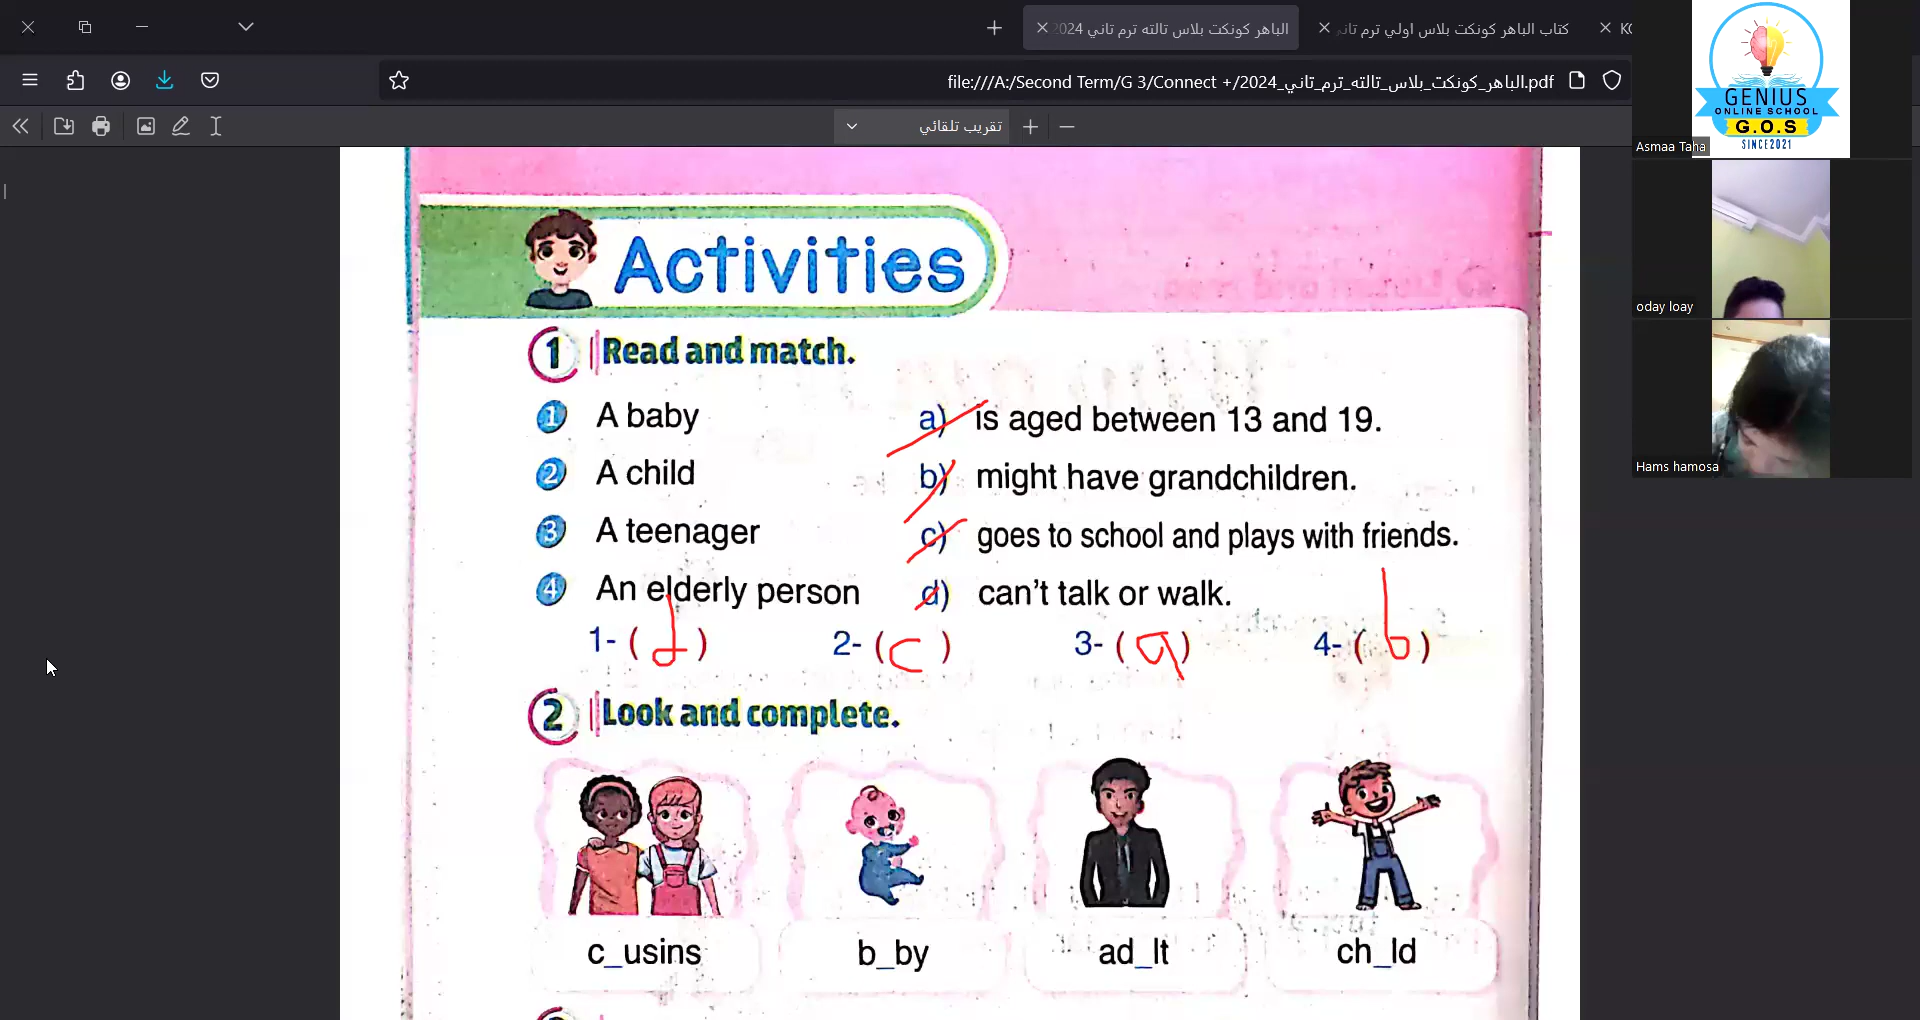 الباهر كونكت بلاس تالته ترم تاني 2024
كتاب الباهر كونكت بلاس اولي ترم تاني
file:///A:/Second Term/G 3/Connect +/2024_الباهر_كونكت_بلاس_تالته_ترم_تاني.pdf
تقريب تلقائي
GENIUS
ONLINE SCHOOL
G.O.S
SINCE2021
Asmaa Taha
oday loay
Hams hamosa
Activities
1 Read and match.
1 A baby a) is aged between 13 and 19.
2 A child b) might have grandchildren.
3 A teenager c) goes to school and plays with friends.
4 An elderly person d) can't talk or walk.
1- ( d ) 2- ( c ) 3- ( a ) 4- ( b )
2 Look and complete.
c_usins b_by ad_lt ch_ld